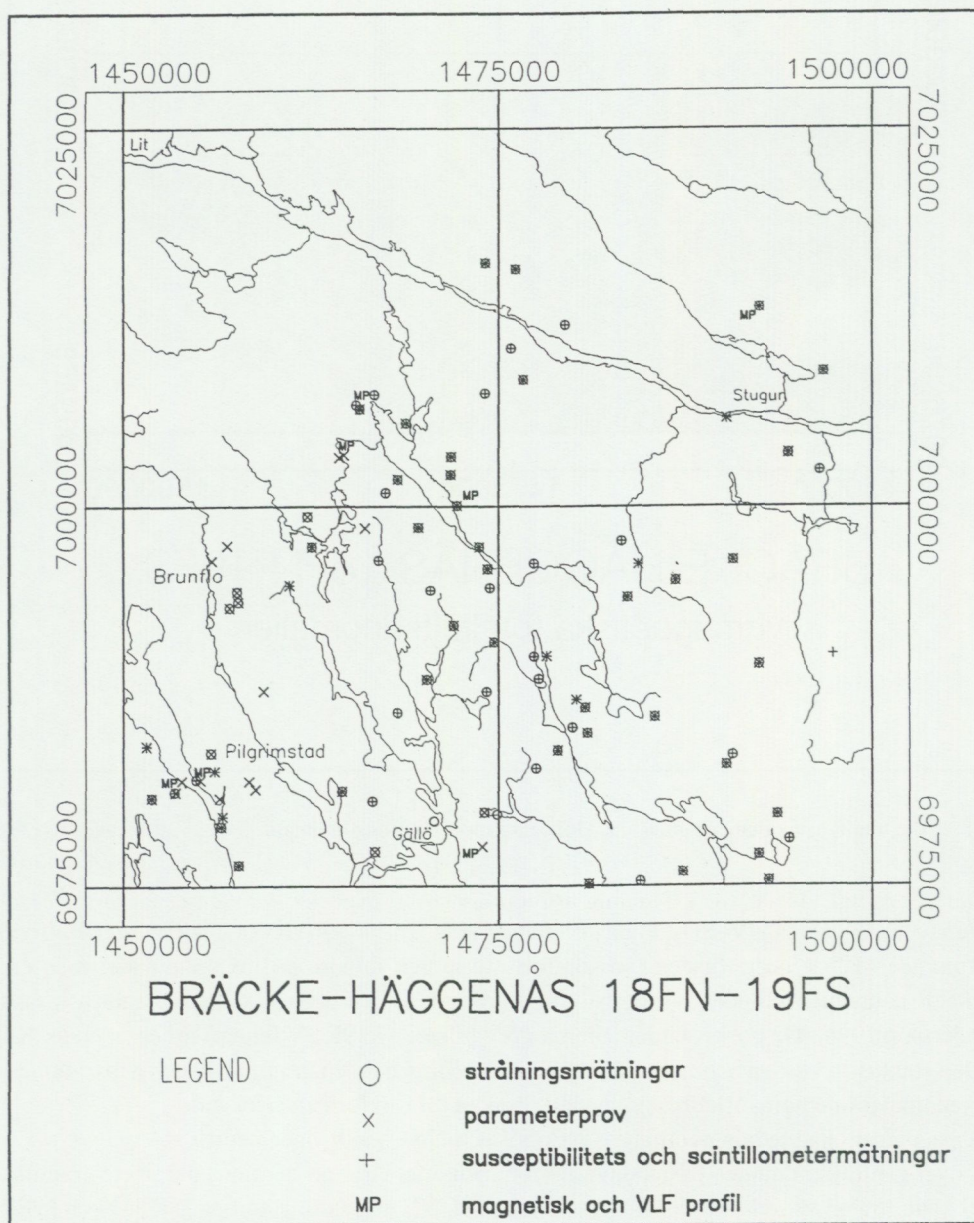 1450000 1475000 1500000
7025000 7025000
Lit
MP
Stugun
MP
MP
MP
7000000 7000000
Brunflo
Pilgrimstad
MP
MP
Gällö
MP
6975000 6975000
1450000 1475000 1500000
BRÄCKE-HÄGGENÅS 18FN-19FS
LEGEND
strålningsmätningar
parameterprov
susceptibilitets och scintillometermätningar
MP magnetisk och VLF profil